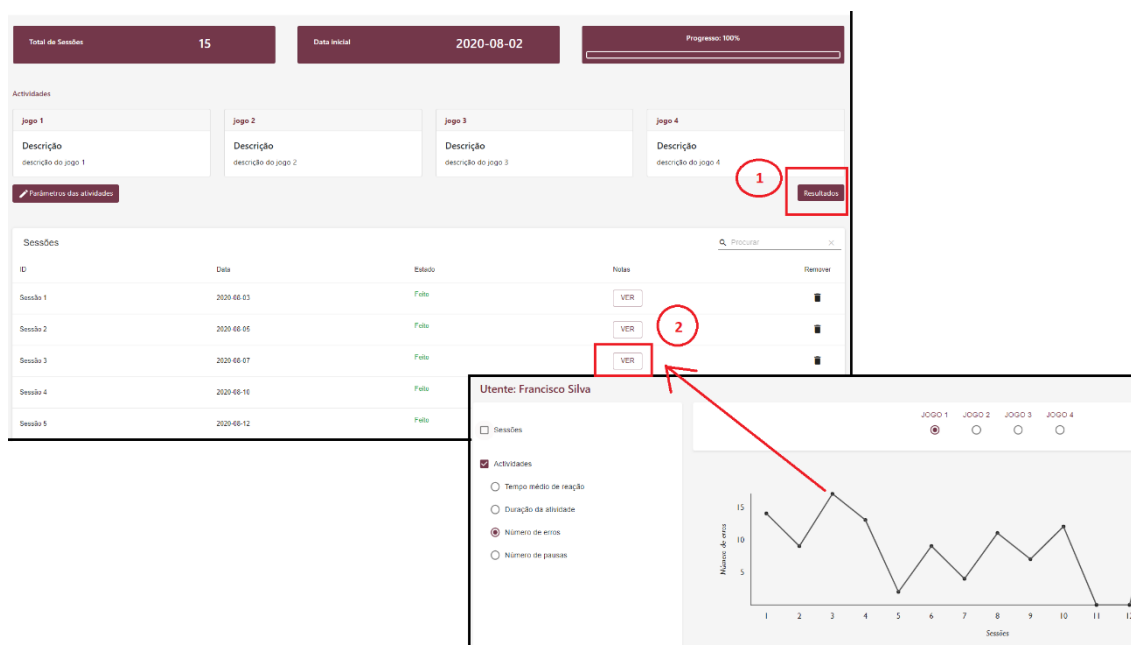 Total de Sessões 15 Data inicial 2020-08-02 Progresso: 100%
Actividades
jogo 1 jogo 2 jogo 3 jogo 4
Descrição Descrição Descrição Descrição
descrição do jogo 1 descrição do jogo 2 descrição do jogo 3 descrição do jogo 4
1
Parâmetros das atividades Resultados
Sessões Procurar
ID Data Estado Notas Remover
Sessão 1 2020-08-03 Feito VER
Sessão 2 2020-08-05 Feito VER
2
Sessão 3 2020-08-07 Feito VER
Sessão 4 2020-08-10 Feito
Sessão 5 2020-08-12 Feito
Utente: Francisco Silva
JOGO 1 JOGO 2 JOGO 3 JOGO 4
Sessões
Actividades
Tempo médio de reação
Duração da atividade
Número de erros
Número de pausas
Número de erros
15
10
5
1 2 3 4 5 6 7 8 9 10 11 12
Sessões